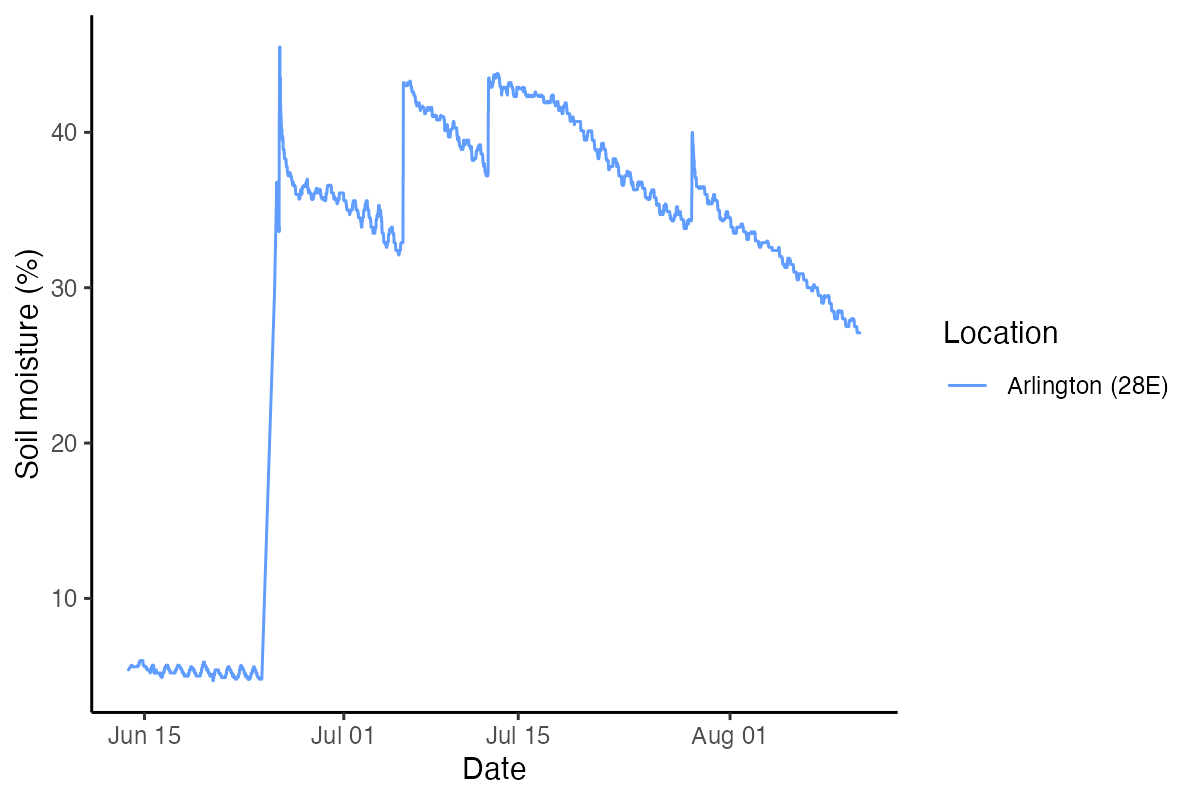 Soil moisture (%)
40
30
20
10
Jun 15
Jul 01
Jul 15
Aug 01
Date
Location
Arlington (28E)